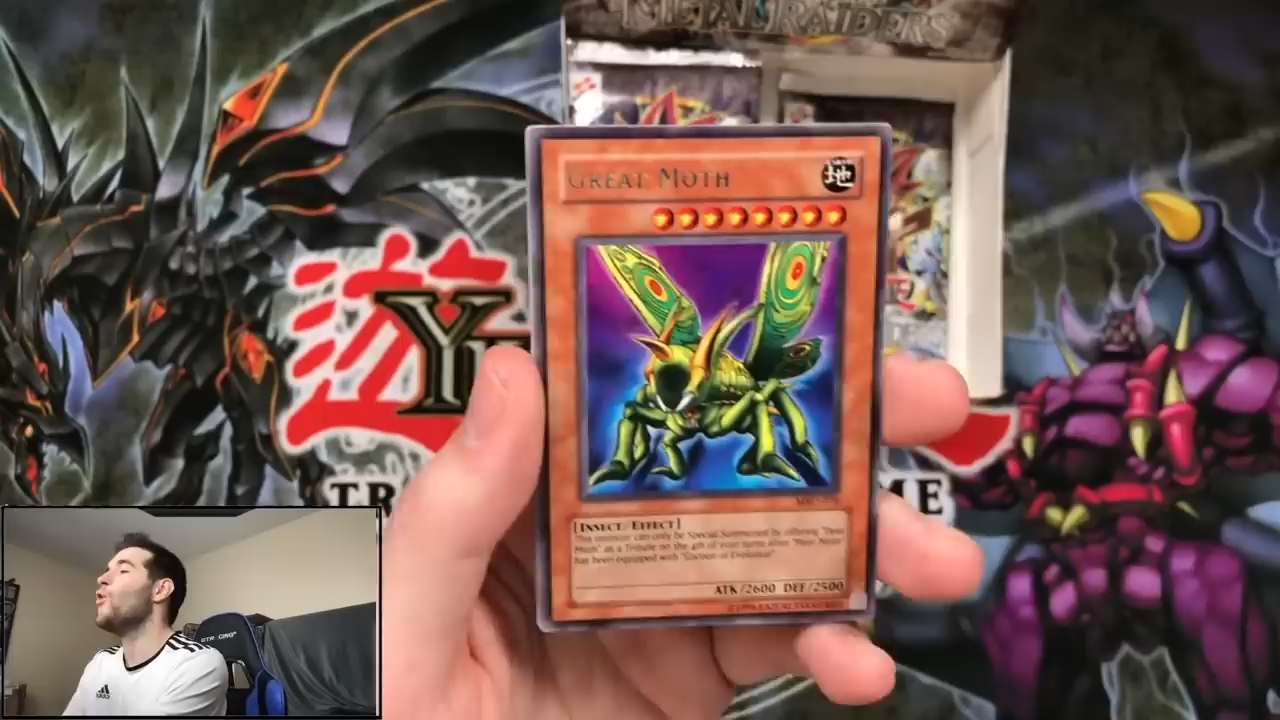 METAL RAIDERS
GREAT MOTH
地
遊
TR
ME
[INSECT/EFFECT]
This monster can only be Special Summoned by offering "Petit
Moth" as a Tribute on the 4th of your turns after "Petit Moth"
has been equipped with "Cocoon of Evolution"
ATK/2600 DEF/2500
GTRACING
adidas